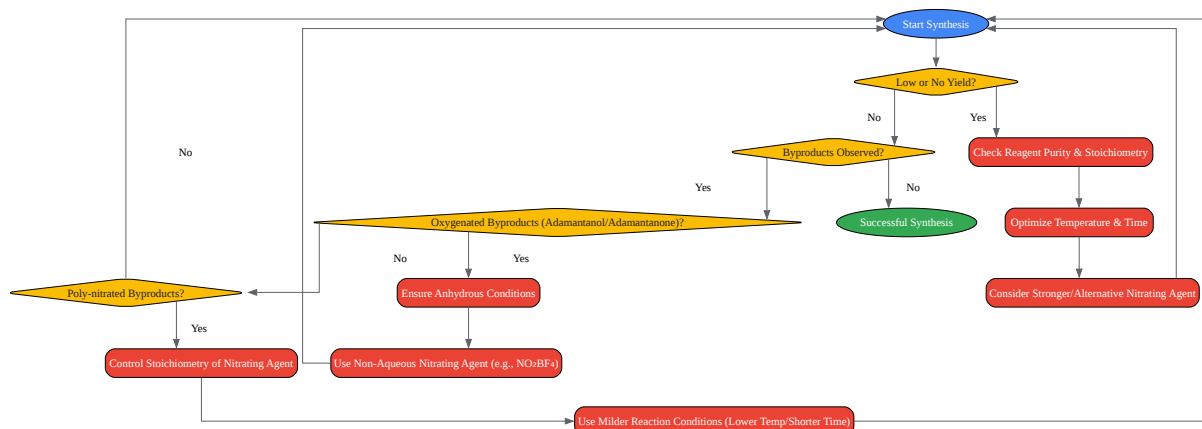 Start Synthesis
Low or No Yield?
No
Yes
No
Byproducts Observed?
Check Reagent Purity & Stoichiometry
Yes
No
Oxygenated Byproducts (Adamantanol/Adamantanone)?
Successful Synthesis
Optimize Temperature & Time
No
Yes
Poly-nitrated Byproducts?
Ensure Anhydrous Conditions
Consider Stronger/Alternative Nitrating Agent
Yes
Control Stoichiometry of Nitrating Agent
Use Non-Aqueous Nitrating Agent (e.g., NO₂BF₄)
Use Milder Reaction Conditions (Lower Temp/Shorter Time)